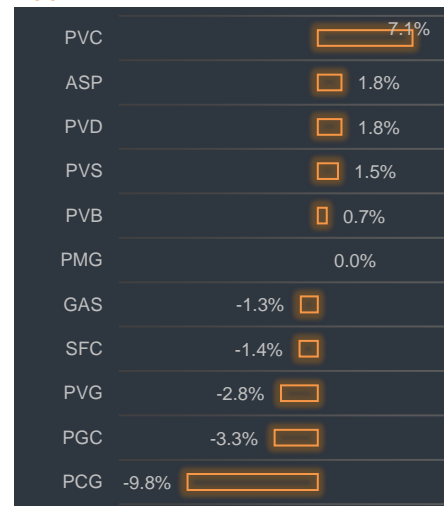 PVC 7.1%
ASP 1.8%
PVD 1.8%
PVS 1.5%
PVB 0.7%
PMG 0.0%
GAS -1.3%
SFC -1.4%
PVG -2.8%
PGC -3.3%
PCG -9.8%